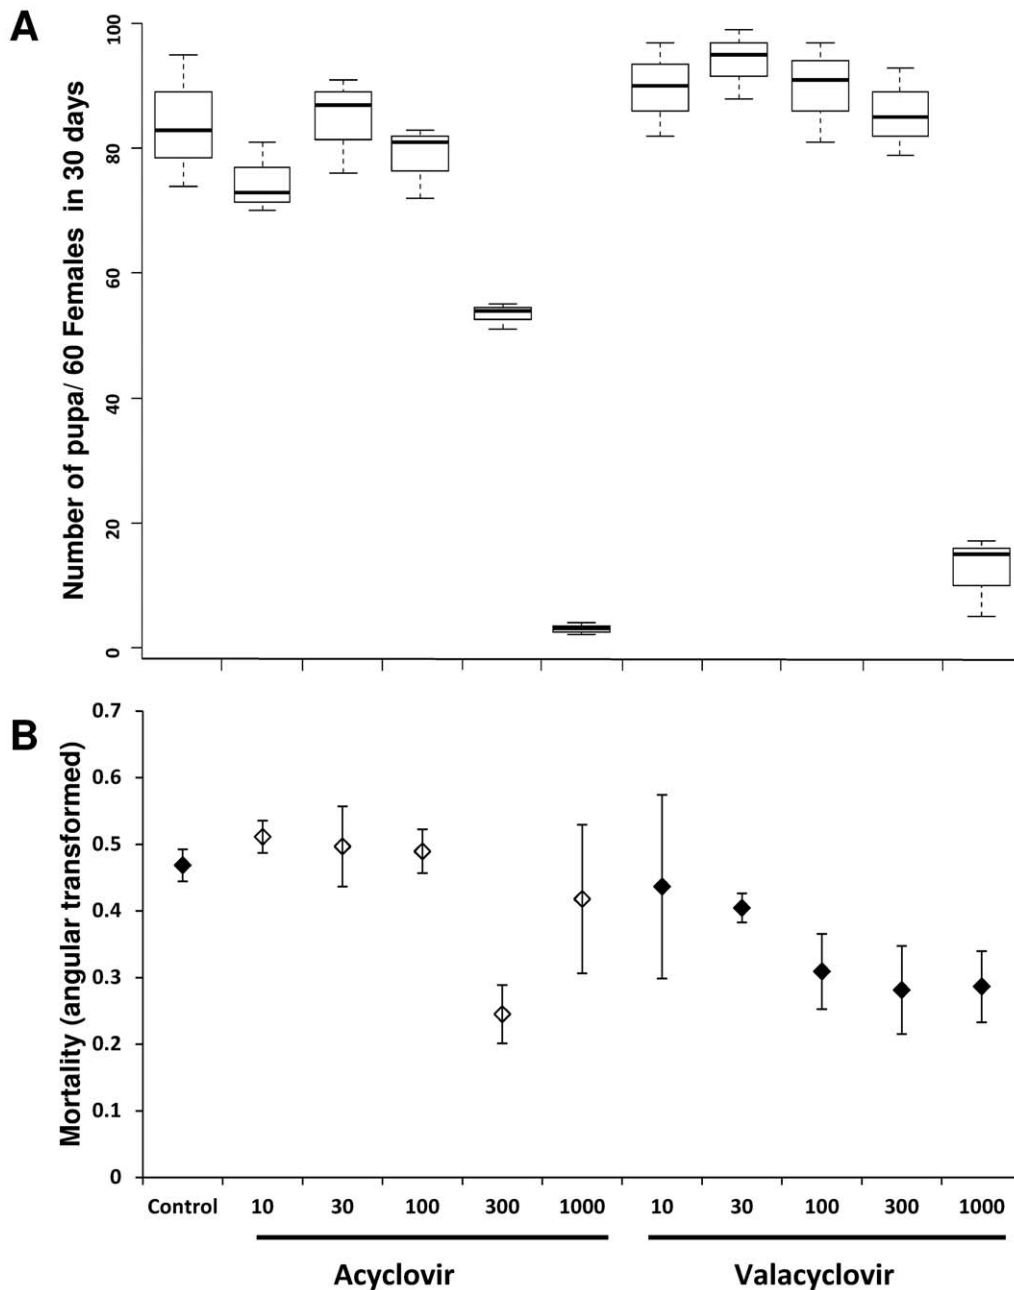 A
Number of pupa/ 60 Females in 30 days
100
80
60
40
20
0
B
Mortality (angular transformed)
0.7
0.6
0.5
0.4
0.3
0.2
0.1
0
Control 10 30 100 300 1000 10 30 100 300 1000
Acyclovir Valacyclovir